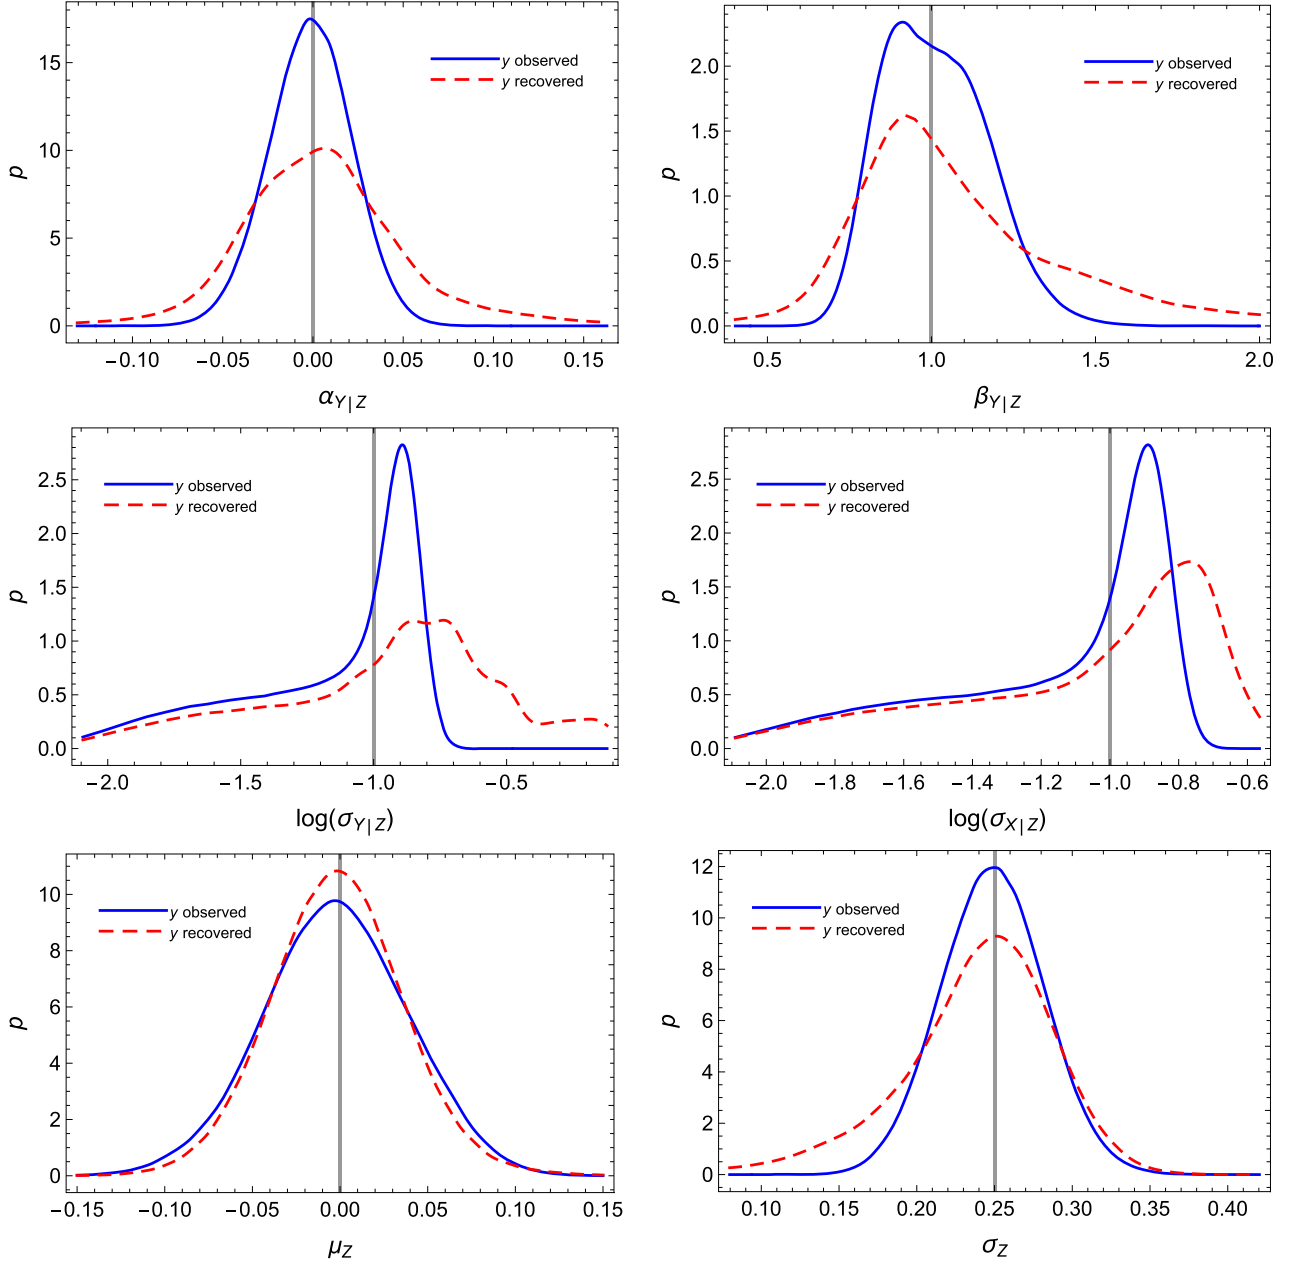 15
10
5
0
p
y observed
y recovered
−0.10 −0.05 0.00 0.05 0.10 0.15
α_{Y|Z}
2.0
1.5
1.0
0.5
0.0
p
y observed
y recovered
0.5 1.0 1.5 2.0
β_{Y|Z}
2.5
2.0
1.5
1.0
0.5
0.0
p
y observed
y recovered
−2.0 −1.5 −1.0 −0.5
log(σ_{Y|Z})
2.5
2.0
1.5
1.0
0.5
0.0
p
y observed
y recovered
−2.0 −1.8 −1.6 −1.4 −1.2 −1.0 −0.8 −0.6
log(σ_{X|Z})
10
8
6
4
2
0
p
y observed
y recovered
−0.15 −0.10 −0.05 0.00 0.05 0.10 0.15
μ_Z
12
10
8
6
4
2
0
p
y observed
y recovered
0.10 0.20 0.25 0.30 0.35 0.40
σ_Z